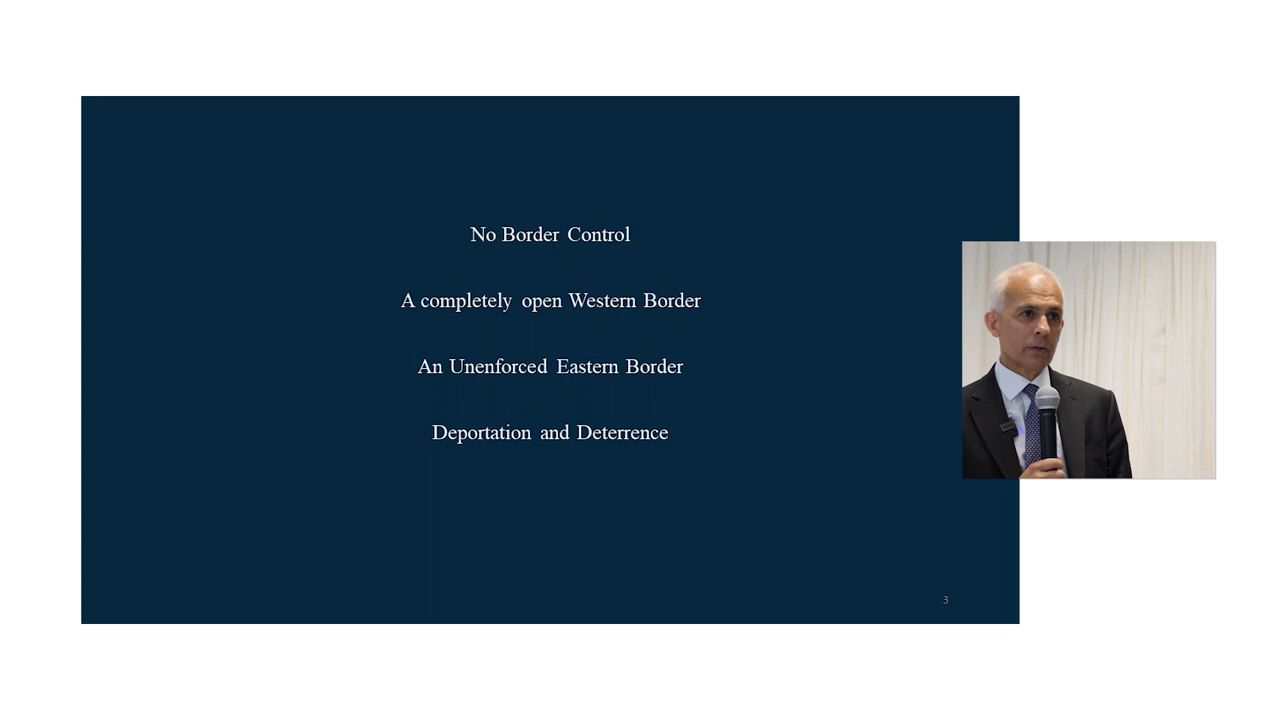 No Border Control
A completely open Western Border
An Unenforced Eastern Border
Deportation and Deterrence
3